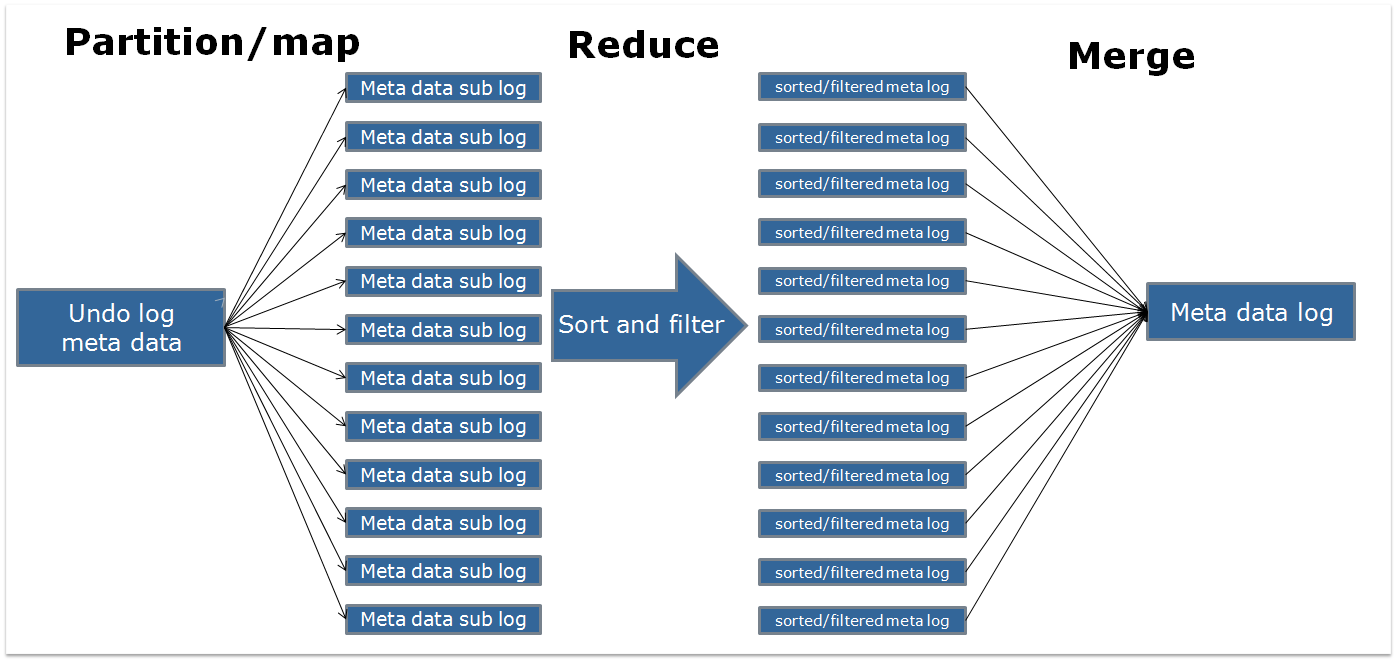 Partition/map
Reduce
Merge
Undo log
meta data
Meta data sub log
Meta data sub log
Meta data sub log
Meta data sub log
Meta data sub log
Meta data sub log
Meta data sub log
Meta data sub log
Meta data sub log
Meta data sub log
Meta data sub log
Meta data sub log
Sort and filter
sorted/filtered meta log
sorted/filtered meta log
sorted/filtered meta log
sorted/filtered meta log
sorted/filtered meta log
sorted/filtered meta log
sorted/filtered meta log
sorted/filtered meta log
sorted/filtered meta log
sorted/filtered meta log
sorted/filtered meta log
sorted/filtered meta log
Meta data log